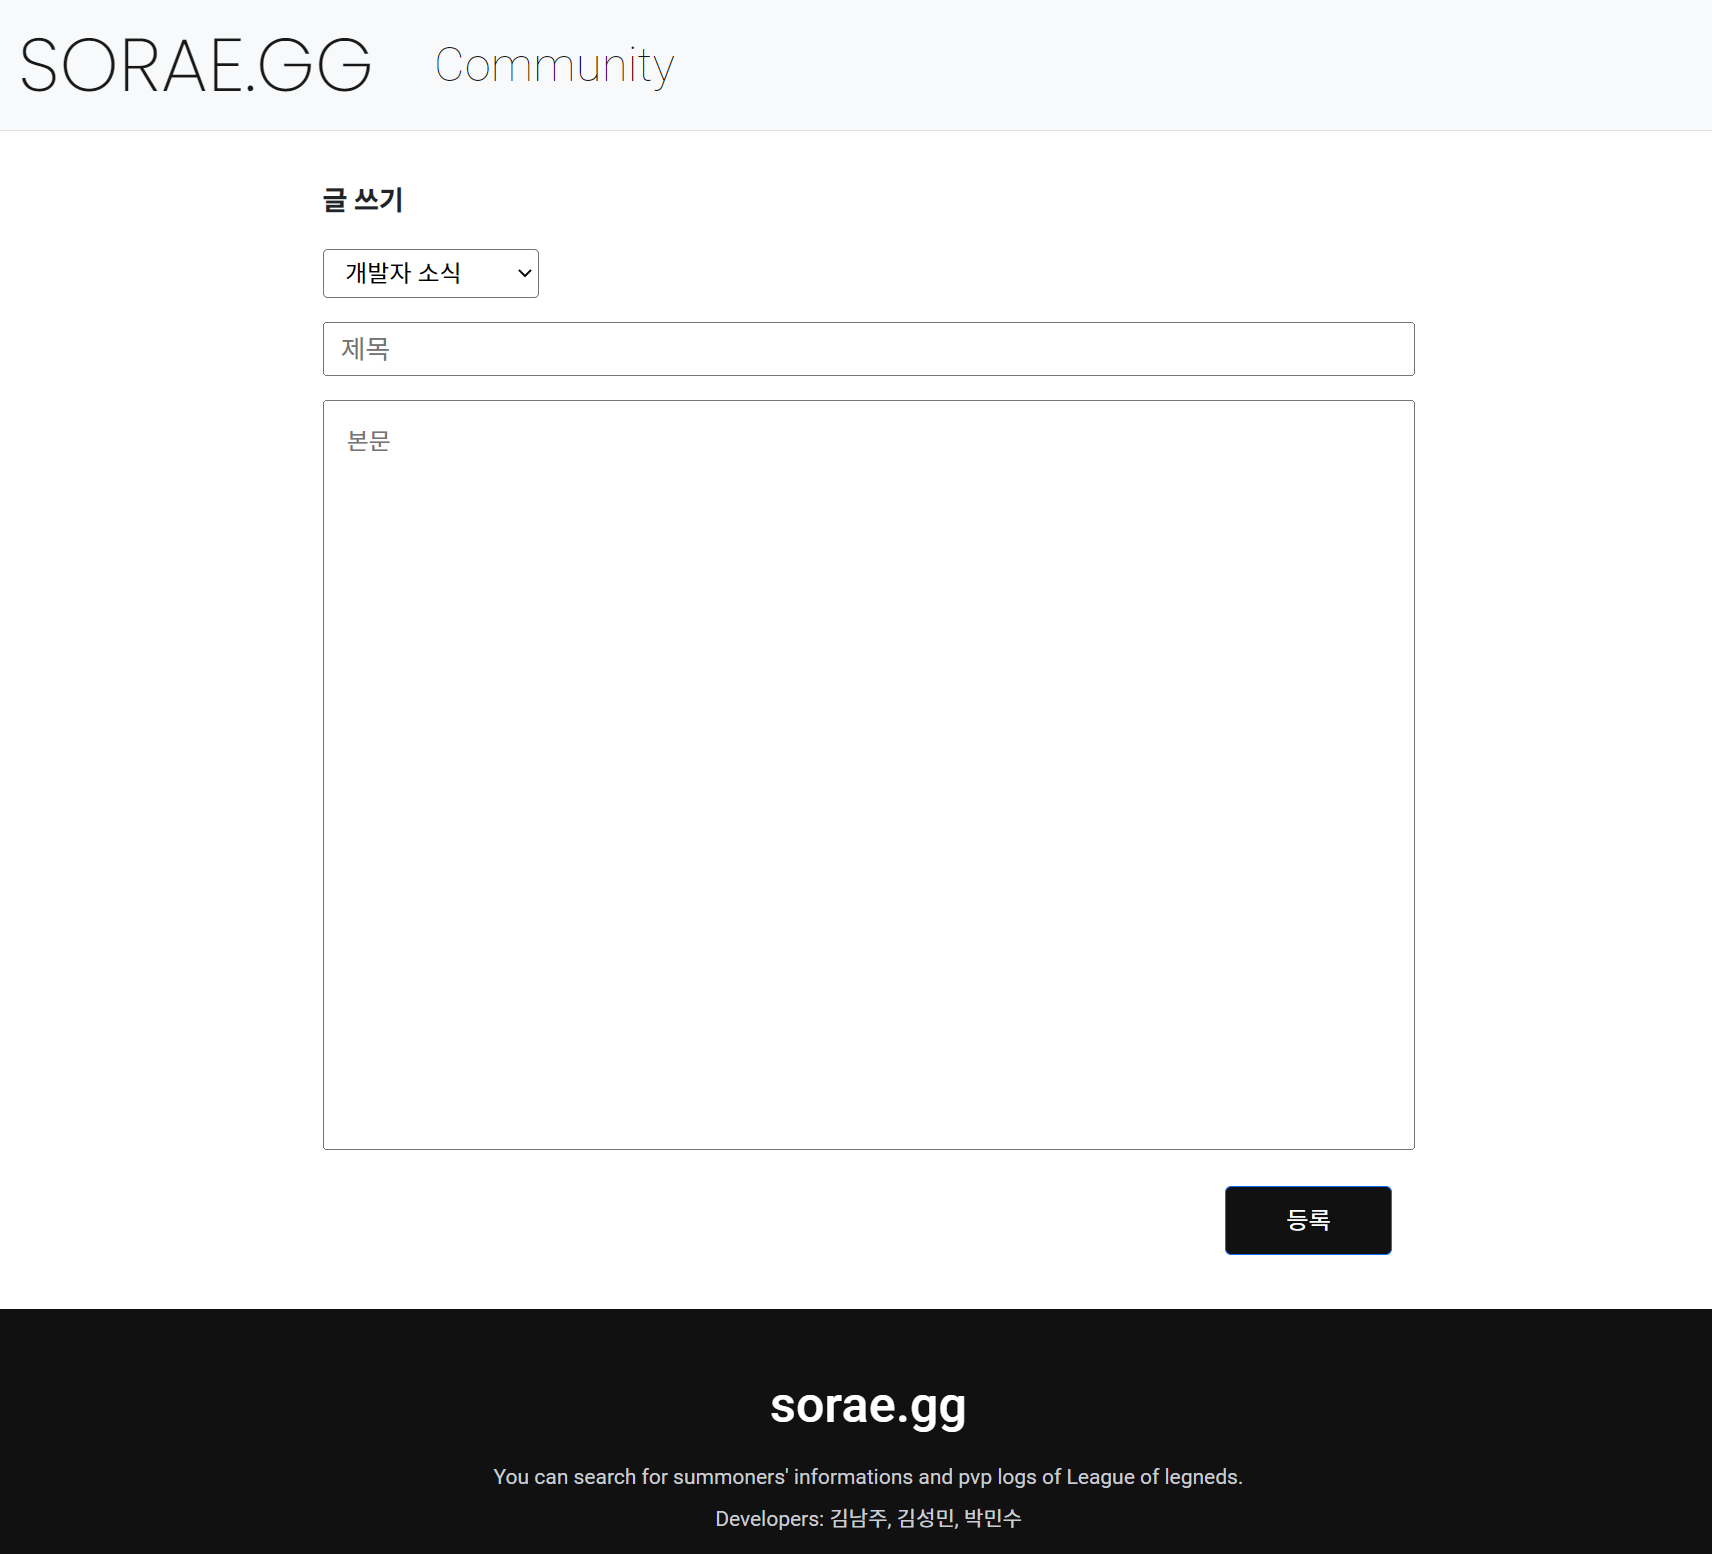 SORAE.GG Community
글 쓰기
개발자 소식
제목
본문
등록
sorae.gg
You can search for summoners' informations and pvp logs of League of legneds.
Developers: 김남주, 김성민, 박민수